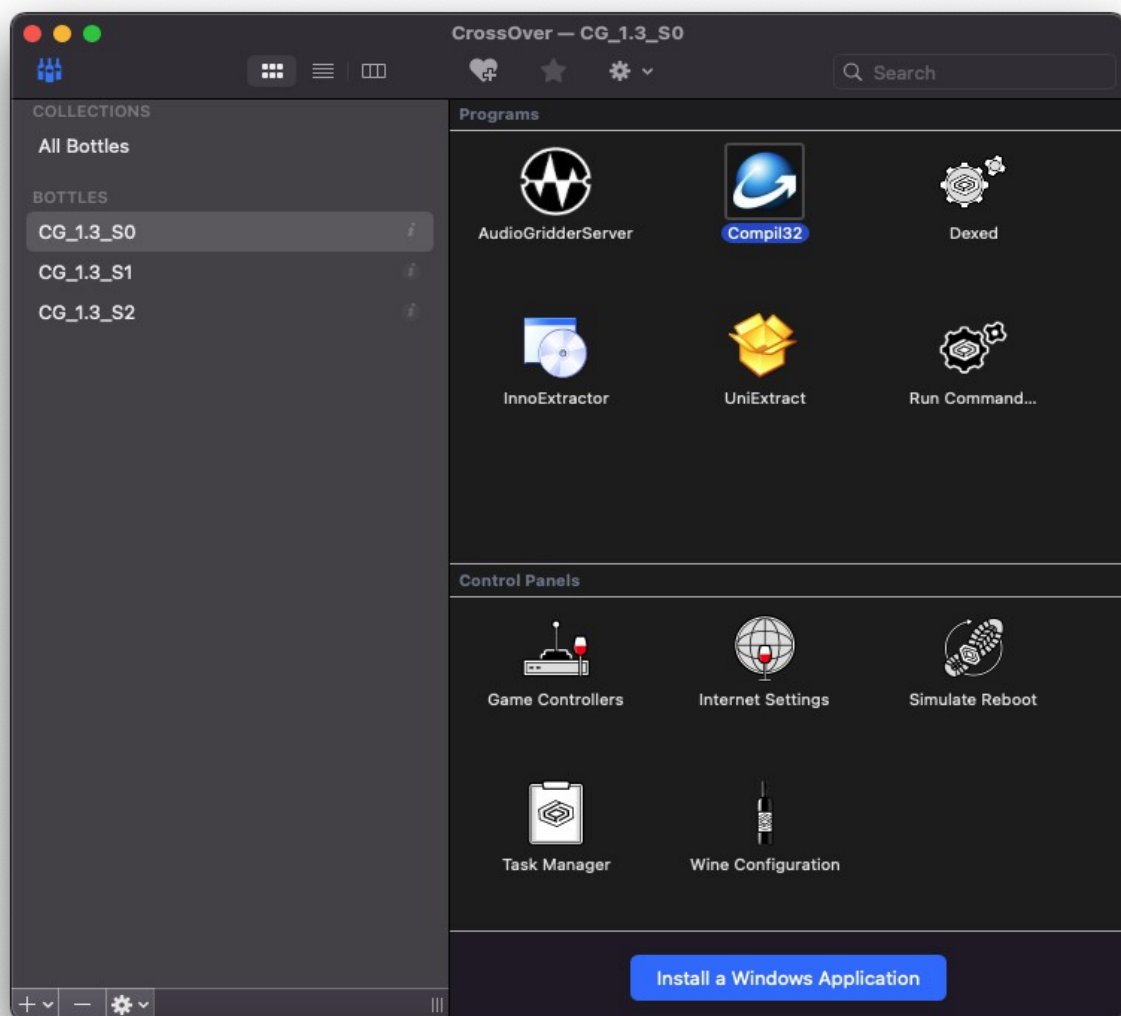 CrossOver — CG_1.3_S0
Search
COLLECTIONS
All Bottles
BOTTLES
CG_1.3_S0
CG_1.3_S1
CG_1.3_S2
Programs
AudioGridderServer
Compil32
Dexed
InnoExtractor
UniExtract
Run Command...
Control Panels
Game Controllers
Internet Settings
Simulate Reboot
Task Manager
Wine Configuration
Install a Windows Application